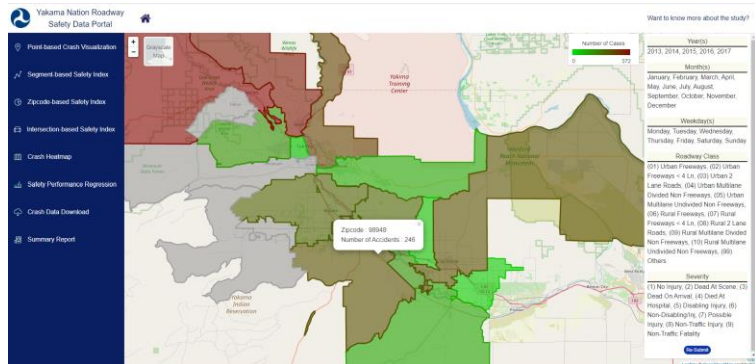 Yakama Nation Roadway
Safety Data Portal
Want to know more about the study?
Point-based Crash Visualization
Segment-based Safety Index
Zipcode-based Safety Index
Intersection-based Safety Index
Crash Heatmap
Safety Performance Regression
Crash Data Download
Summary Report
+
-
Grayscale
Map
Yakima
Training
Center
Number of Cases
0 372
Zipcode : 98948
Number of Accidents : 246
Yakama
Indian
Reservation
Year(s)
2013, 2014, 2015, 2016, 2017
Month(s)
January, February, March, April,
May, June, July, August,
September, October, November,
December
Weekday(s)
Monday, Tuesday, Wednesday,
Thursday, Friday, Saturday, Sunday
Roadway Class
(01) Urban Freeways, (02) Urban
Freeways < 4 Ln, (03) Urban 2
Lane Roads, (04) Urban Multilane
Divided Non Freeways, (05) Urban
Multilane Undivided Non Freeways,
(06) Rural Freeways, (07) Rural
Freeways < 4 Ln, (08) Rural 2 Lane
Roads, (09) Rural Multilane Divided
Non Freeways, (10) Rural Multilane
Undivided Non Freeways, (99)
Others
Severity
(1) No Injury, (2) Dead At Scene, (3)
Dead On Arrival, (4) Died At
Hospital, (5) Disabling Injury, (6)
Non-Disabling Inj, (7) Possible
Injury, (8) Non-Traffic Injury, (9)
Non-Traffic Fatality
Re-Submit